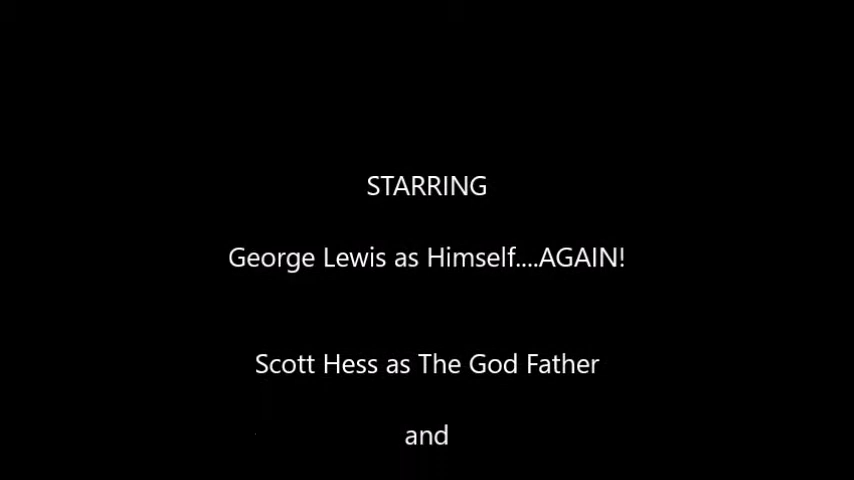 STARRING
George Lewis as Himself....AGAIN!
Scott Hess as The God Father
and